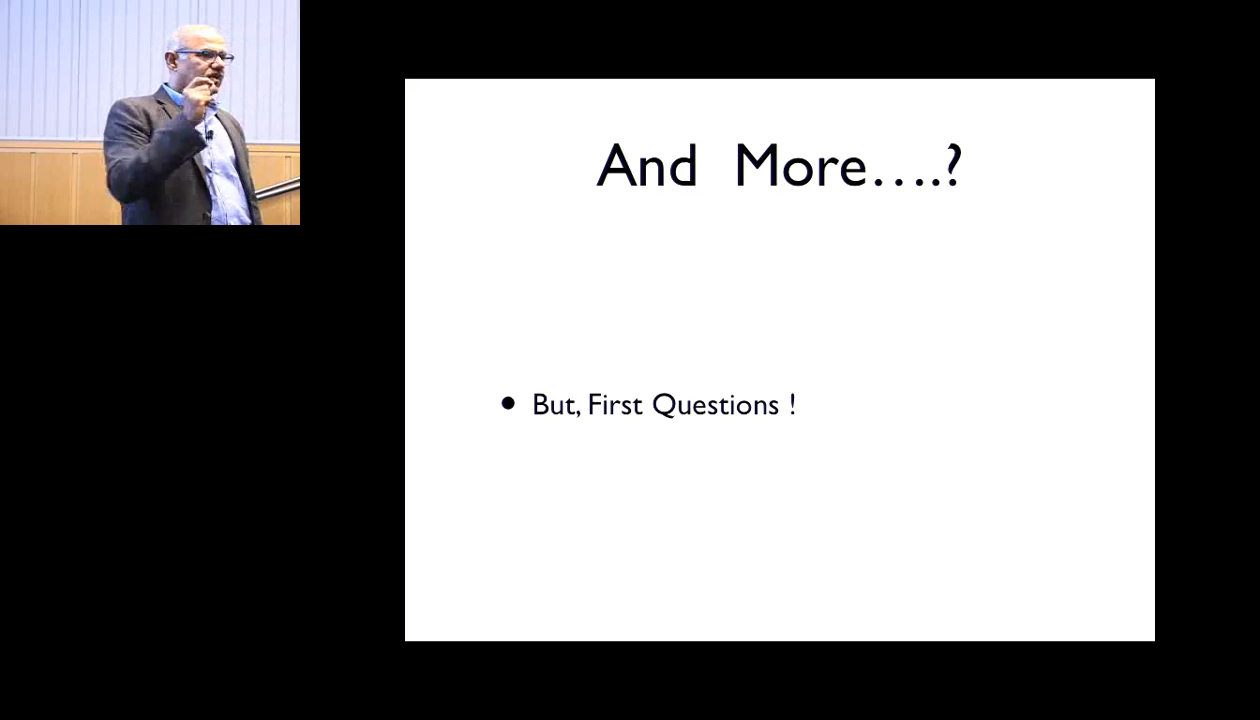 And More….?
• But, First Questions !